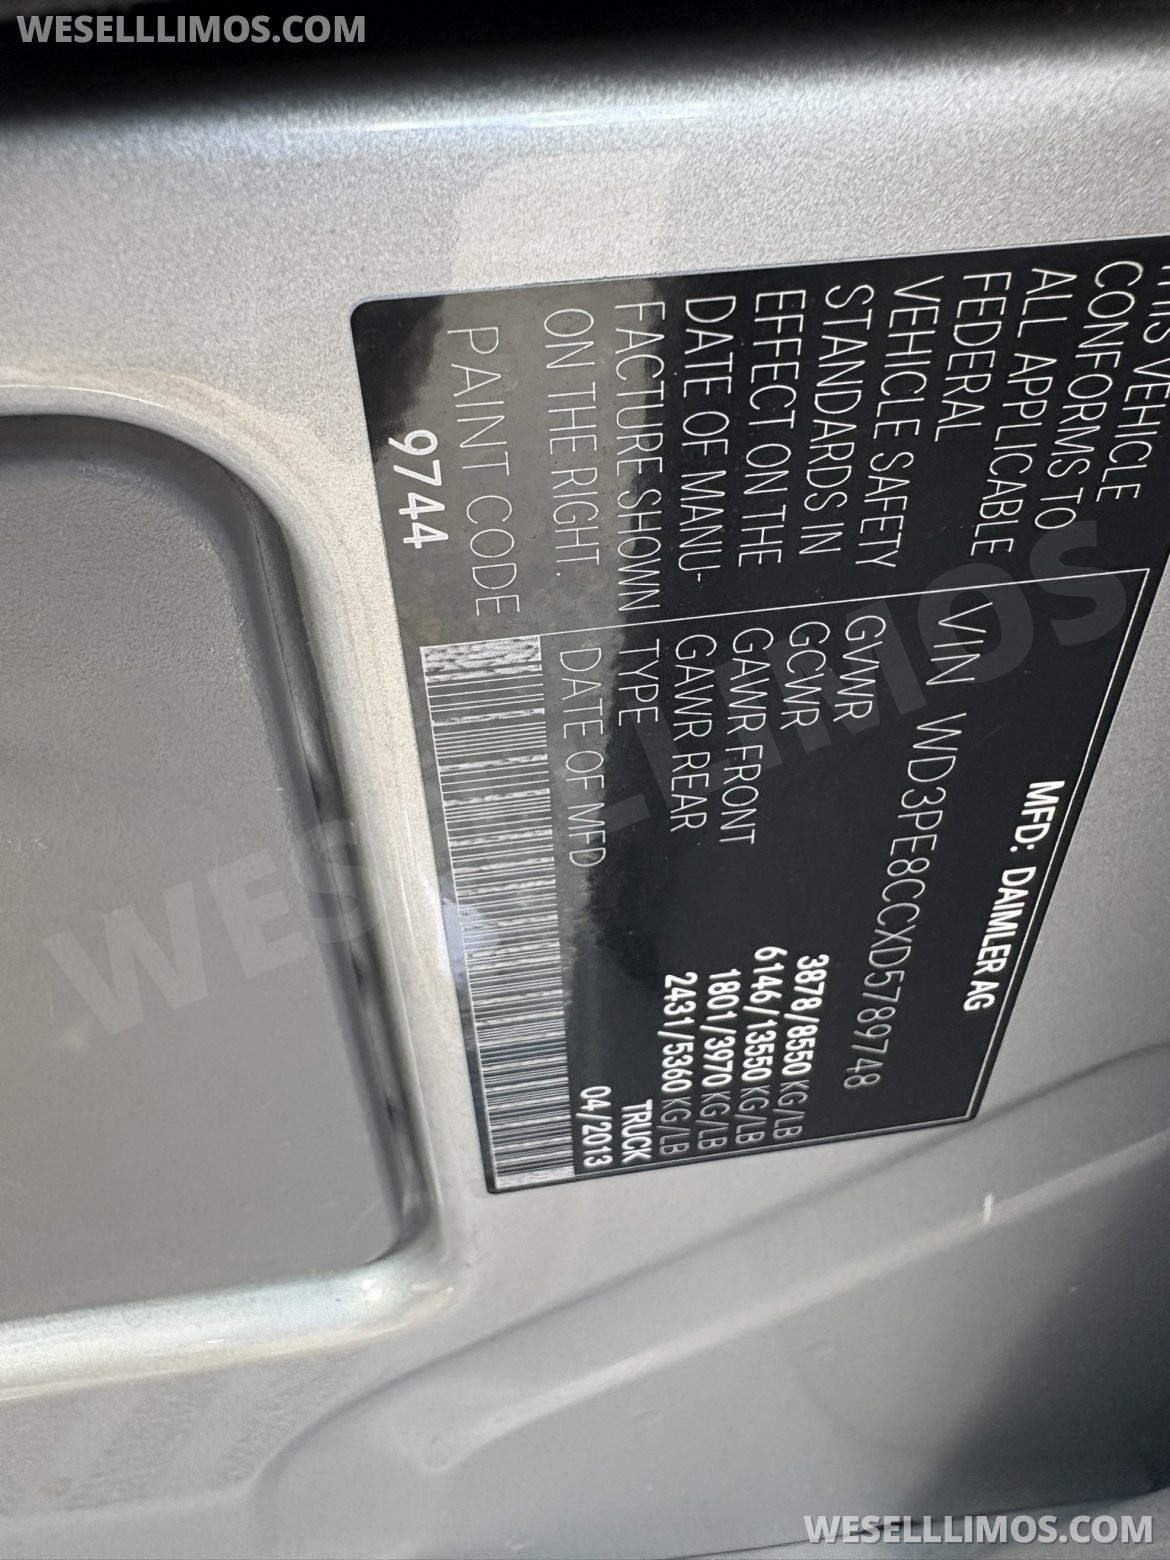 WESELLLIMOS.COM
MFD: DAIMLER AG
THIS VEHICLE
CONFORMS TO
ALL APPLICABLE
FEDERAL
VEHICLE SAFETY
STANDARDS IN
EFFECT ON THE
DATE OF MANU-
FACTURE SHOWN
ON THE RIGHT.
PAINT CODE
9744
VIN WD3PE8CCXD5789748
GVWR 3878/8550 KG/LB
GCWR 6146/13550 KG/LB
GAWR FRONT 1801/3970 KG/LB
GAWR REAR 2431/5360 KG/LB
TYPE TRUCK
DATE OF MFD 04/2013
WESELLLIMOS
WESELLLIMOS.COM